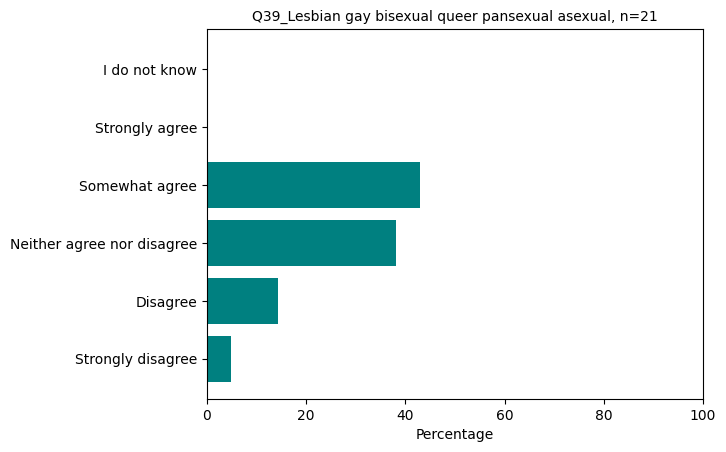 Q39_Lesbian gay bisexual queer pansexual asexual, n=21
I do not know
Strongly agree
Somewhat agree
Neither agree nor disagree
Disagree
Strongly disagree
0 20 40 60 80 100
Percentage